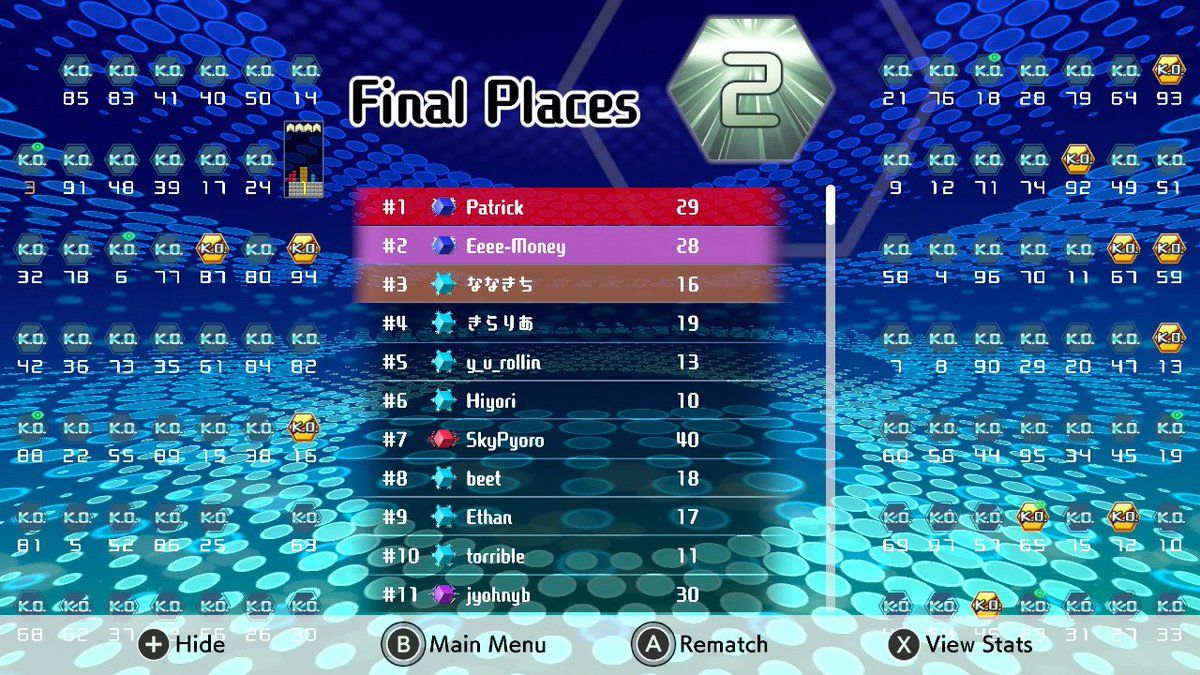 K.O. K.O. K.O. K.O. K.O. K.O.
85 83 41 40 50 14
Final Places
2
K.O. K.O. K.O. K.O. K.O. K.O. K.O.
21 76 18 28 79 64 93
K.O. K.O. K.O. K.O. K.O. K.O.
3 91 48 39 17 24 1
K.O. K.O. K.O. K.O. K.O. K.O. K.O.
9 12 71 74 92 49 51
#1 Patrick 29
#2 Eeee-Money 28
#3 ななきち 16
#4 きらりあ 19
#5 y_u_rollin 13
#6 Hiyori 10
#7 SkyPyoro 40
#8 beet 18
#9 Ethan 17
#10 torrible 11
#11 jyohnyb 30
K.O. K.O. K.O. K.O. K.O. K.O. K.O.
32 78 6 77 87 80 94
K.O. K.O. K.O. K.O. K.O. K.O. K.O.
58 4 96 70 11 67 59
K.O. K.O. K.O. K.O. K.O. K.O. K.O.
42 36 73 35 61 84 82
K.O. K.O. K.O. K.O. K.O. K.O. K.O.
7 8 90 29 20 47 13
K.O. K.O. K.O. K.O. K.O. K.O. K.O.
88 22 55 89 15 38 16
K.O. K.O. K.O. K.O. K.O. K.O. K.O.
60 56 44 95 34 45 19
K.O. K.O. K.O. K.O. K.O. K.O.
81 5 52 86 25 63
K.O. K.O. K.O. K.O. K.O. K.O. K.O.
69 97 57 65 75 72 10
K.O. K.O. K.O. K.O. K.O. K.O. K.O.
68 62 26 30
K.O. K.O. K.O. K.O. K.O. K.O. K.O.
31 27 33
+ Hide
B Main Menu
A Rematch
X View Stats